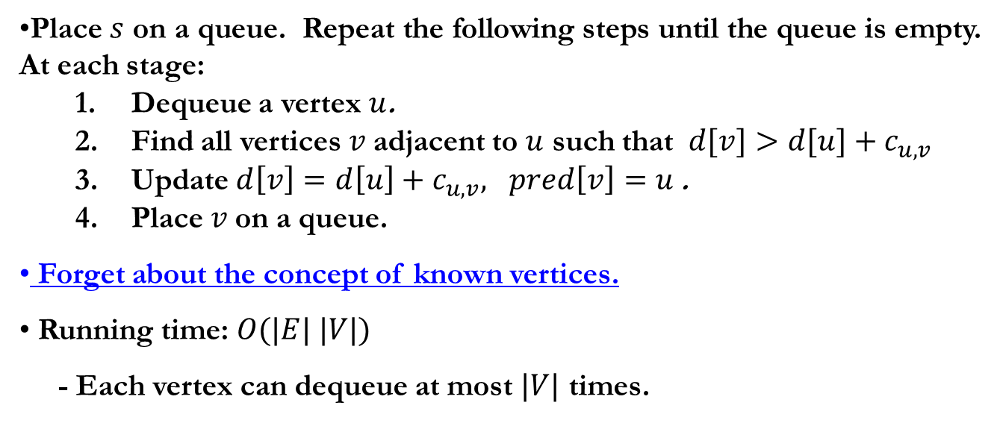 •Place s on a queue.  Repeat the following steps until the queue is empty.
At each stage:
1. Dequeue a vertex u.
2. Find all vertices v adjacent to u such that d[v] > d[u] + c_{u,v}
3. Update d[v] = d[u] + c_{u,v}, pred[v] = u .
4. Place v on a queue.
• Forget about the concept of known vertices.
• Running time: O(|E| |V|)
- Each vertex can dequeue at most |V| times.